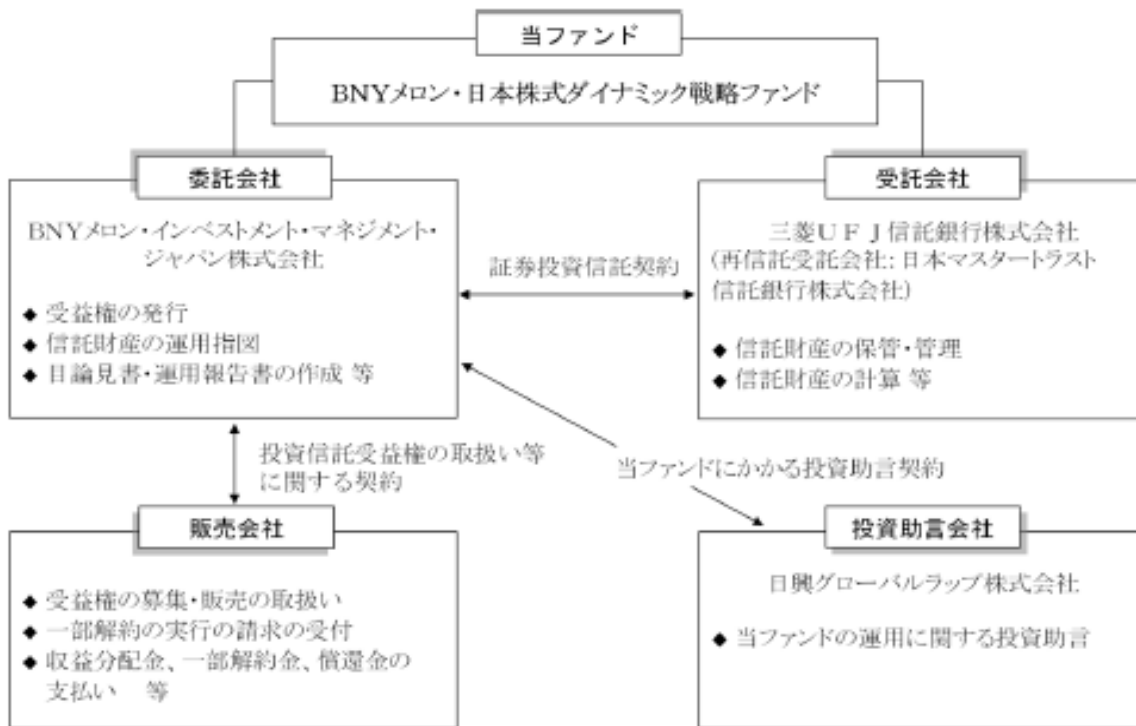 当ファンド
BNYメロン・日本株式ダイナミック戦略ファンド
委託会社
BNYメロン・インベストメント・マネジメント・
ジャパン株式会社
◆ 受益権の発行
◆ 信託財産の運用指図
◆ 目論見書・運用報告書の作成 等
証券投資信託契約
受託会社
三菱UFJ信託銀行株式会社
(再信託受託会社:日本マスタートラスト
信託銀行株式会社)
◆ 信託財産の保管・管理
◆ 信託財産の計算 等
投資信託受益権の取扱い等
に関する契約
当ファンドにかかる投資助言契約
販売会社
◆ 受益権の募集・販売の取扱い
◆ 一部解約の実行の請求の受付
◆ 収益分配金、一部解約金、償還金の
支払い 等
投資助言会社
日興グローバルラップ株式会社
◆ 当ファンドの運用に関する投資助言